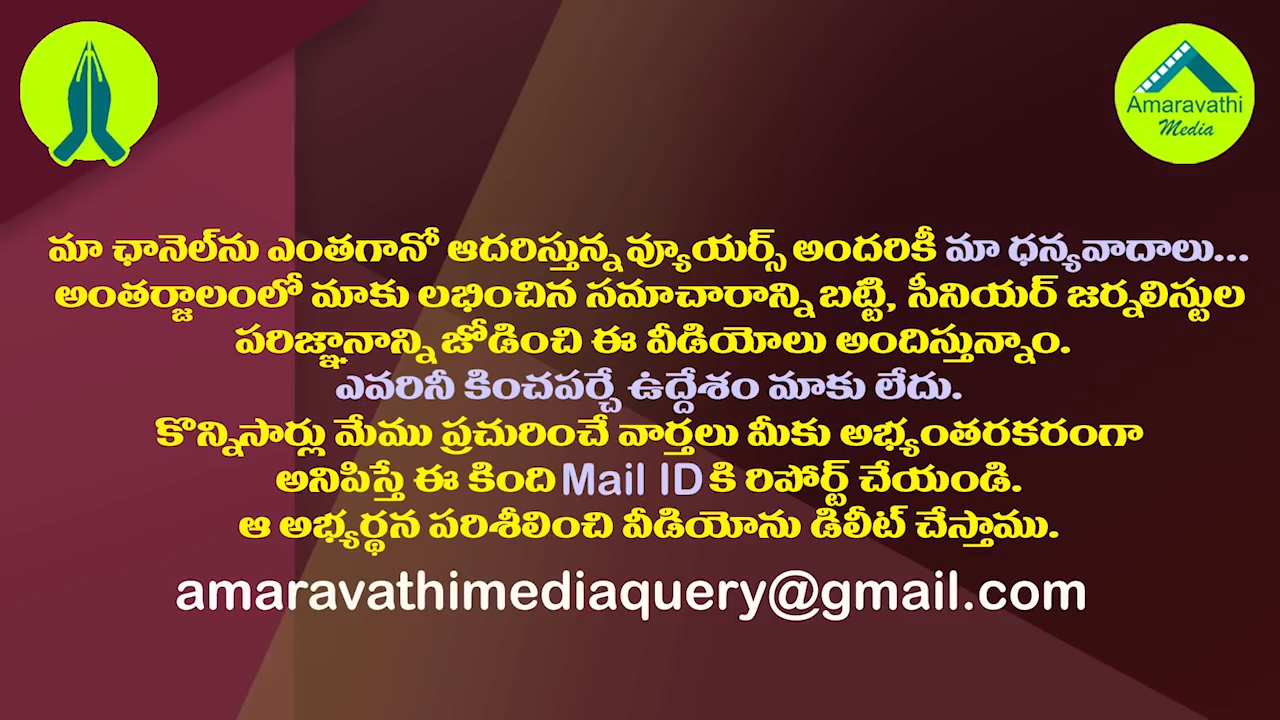 Amaravathi
Media
మా ఛానెల్‌ను ఎంతగానో ఆదరిస్తున్న వ్యూయర్స్ అందరికీ మా ధన్యవాదాలు...
అంతర్జాలంలో మాకు లభించిన సమాచారాన్ని బట్టి, సీనియర్ జర్నలిస్టుల
పరిజ్ఞానాన్ని జోడించి ఈ వీడియోలు అందిస్తున్నాం.
ఎవరినీ కించపర్చే ఉద్దేశం మాకు లేదు.
కొన్నిసార్లు మేము ప్రచురించే వార్తలు మీకు అభ్యంతరకరంగా
అనిపిస్తే ఈ కింది Mail ID కి రిపోర్ట్ చేయండి.
ఆ అభ్యర్థన పరిశీలించి వీడియోను డిలీట్ చేస్తాము.
amaravathimediaquery@gmail.com